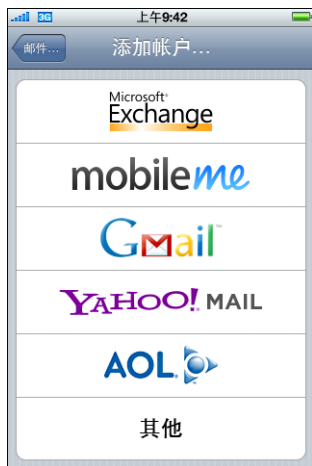 3G 上午9:42
邮件... 添加帐户...
Microsoft
Exchange
mobileme
Gmail
YAHOO! MAIL
AOL
其他